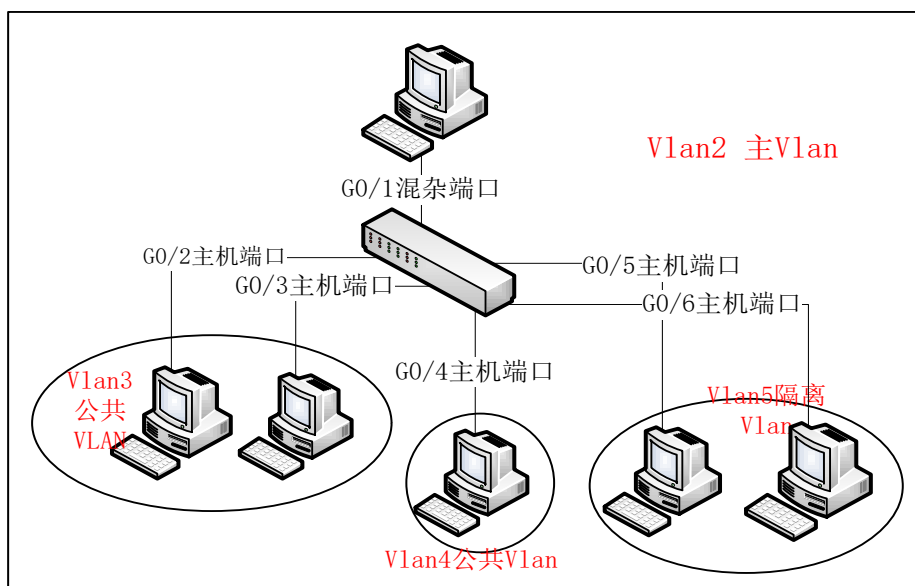 Vlan2 主Vlan
G0/1混杂端口
G0/2主机端口
G0/5主机端口
G0/3主机端口
G0/6主机端口
G0/4主机端口
Vlan3
公共
VLAN
Vlan5隔离
Vlan
Vlan4公共Vlan